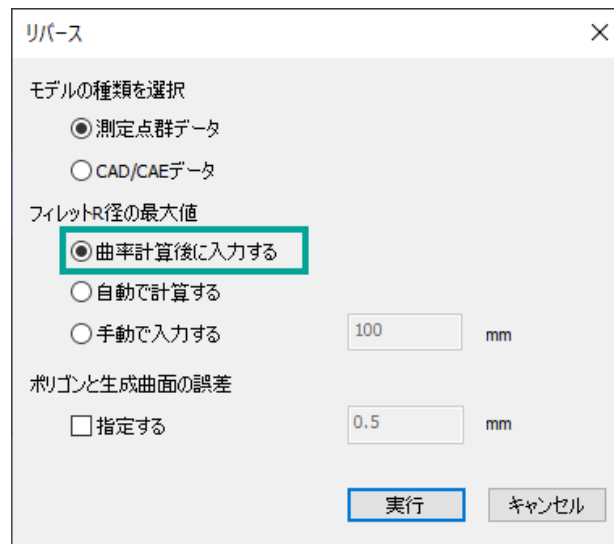 リバース
モデルの種類を選択
測定点群データ
CAD/CAEデータ
フィレットR径の最大値
曲率計算後に入力する
自動で計算する
手動で入力する 100 mm
ポリゴンと生成曲面の誤差
指定する 0.5 mm
実行 キャンセル